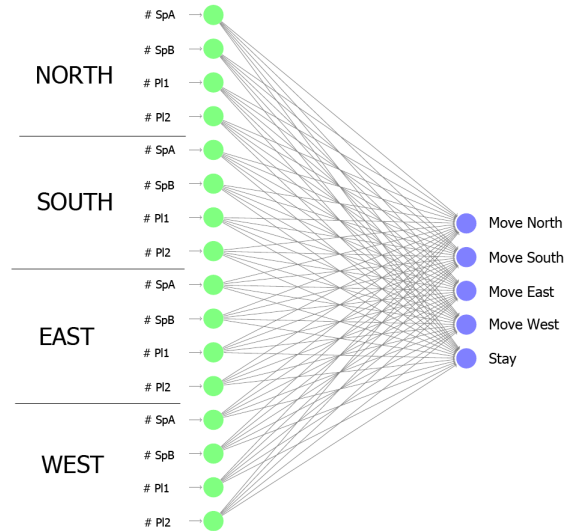 NORTH
# SpA
# SpB
# Pl1
# Pl2
SOUTH
# SpA
# SpB
# Pl1
# Pl2
EAST
# SpA
# SpB
# Pl1
# Pl2
WEST
# SpA
# SpB
# Pl1
# Pl2
Move North
Move South
Move East
Move West
Stay